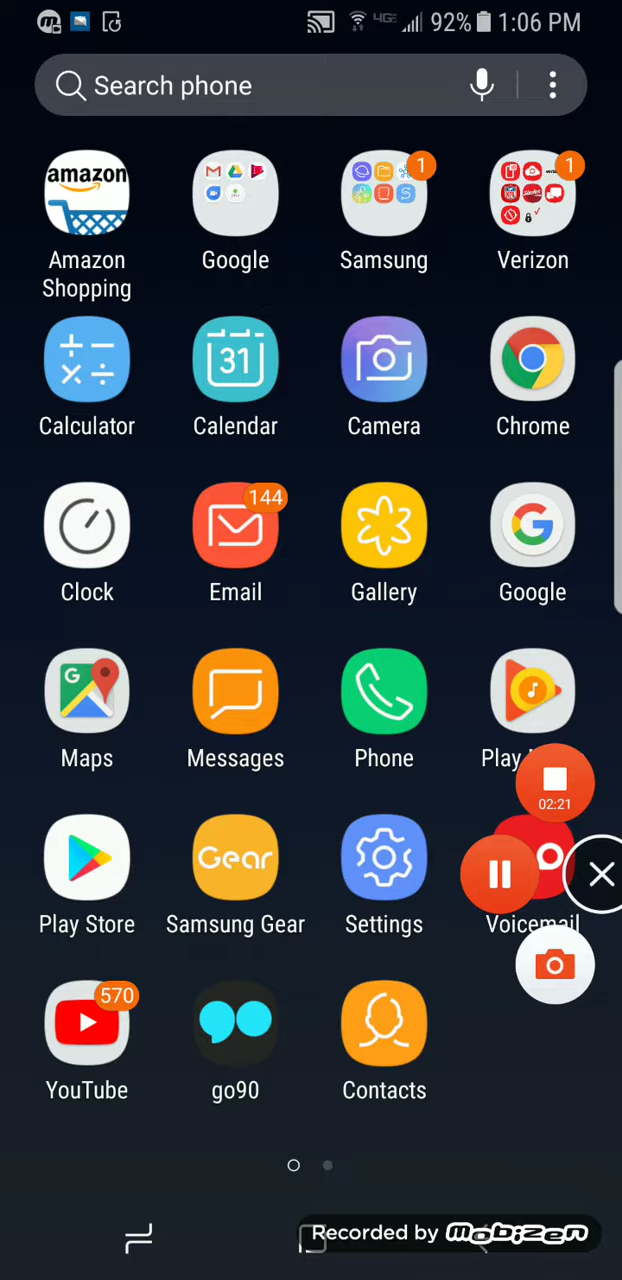 92% 1:06 PM
Search phone
amazon
1
1
Amazon Shopping
Google
Samsung
Verizon
31
Calculator
Calendar
Camera
Chrome
144
G
Clock
Email
Gallery
Google
G
Maps
Messages
Phone
Play
02:21
Gear
Play Store
Samsung Gear
Settings
Voicemail
570
YouTube
go90
Contacts
Recorded by MOBIZEN